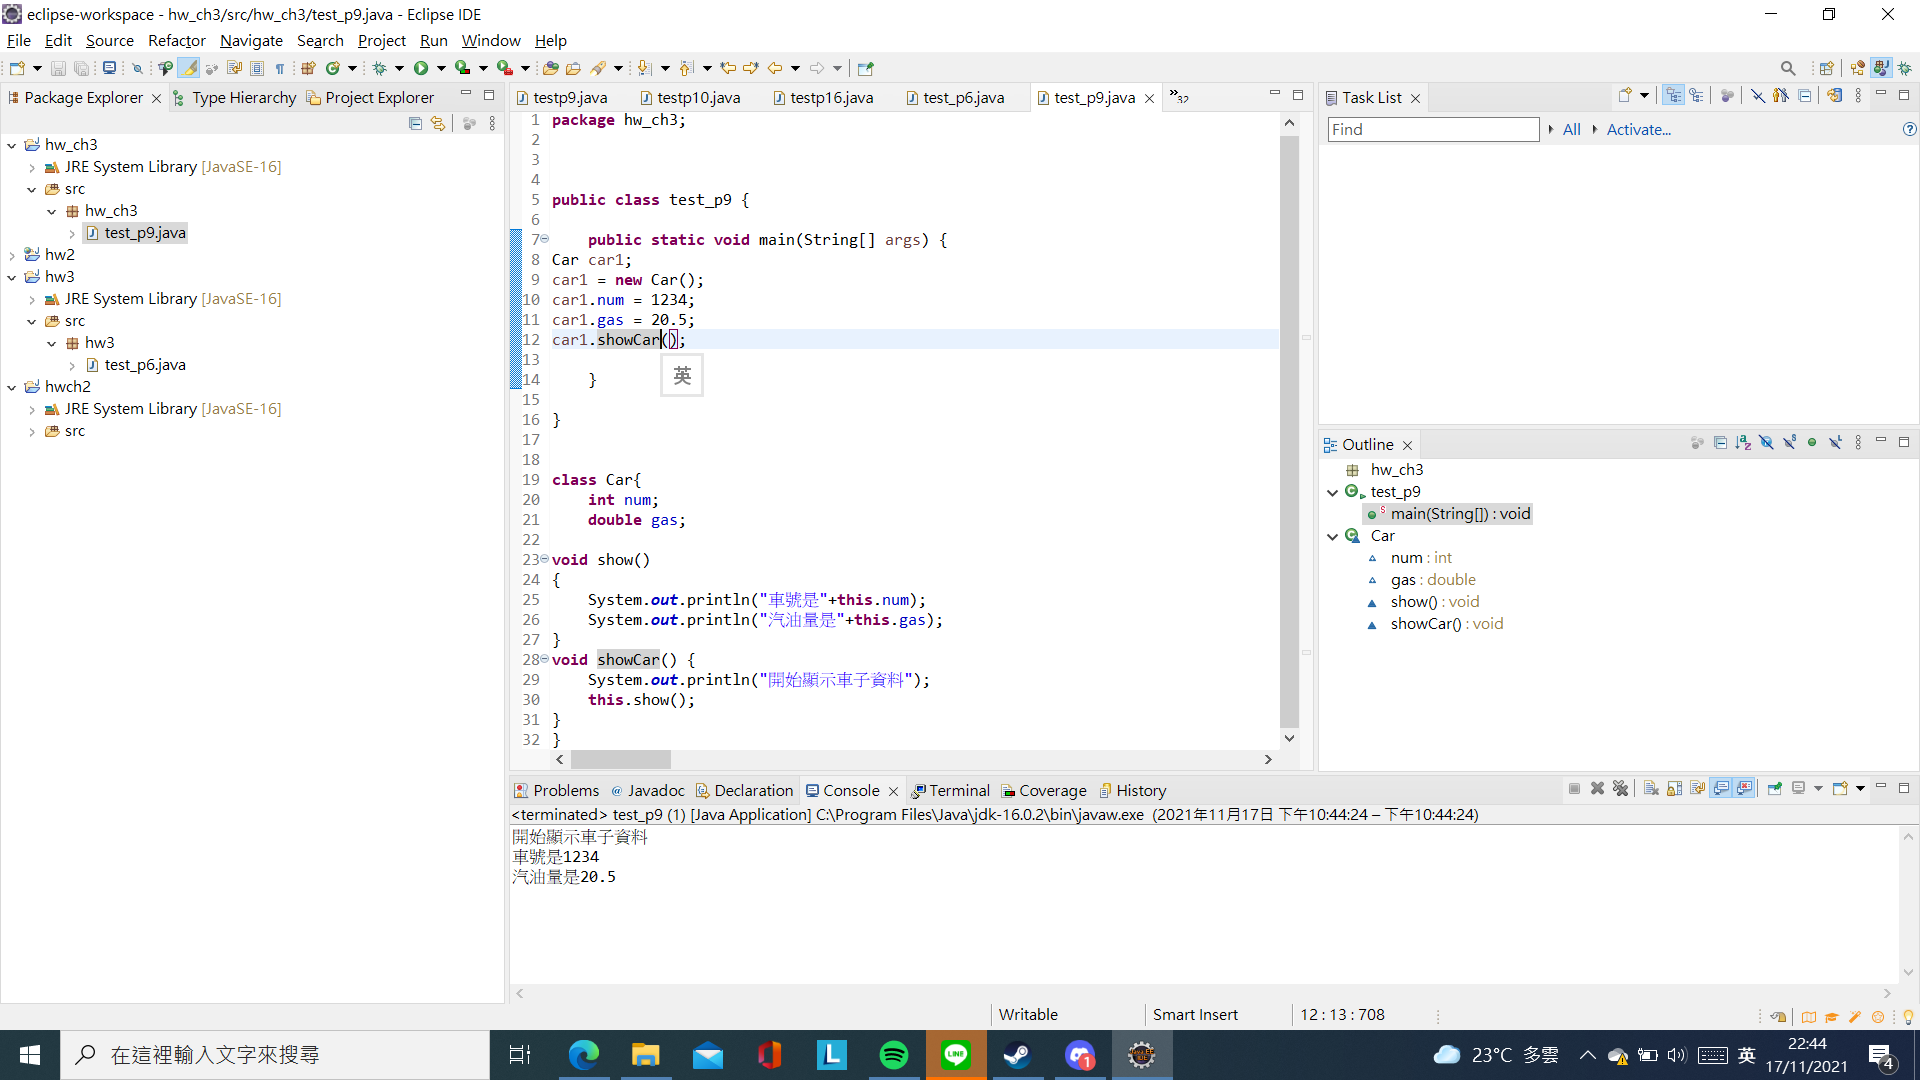 eclipse-workspace - hw_ch3/src/hw_ch3/test_p9.java - Eclipse IDE
File Edit Source Refactor Navigate Search Project Run Window Help
Package Explorer Type Hierarchy Project Explorer
hw_ch3
JRE System Library [JavaSE-16]
src
hw_ch3
test_p9.java
hw2
hw3
JRE System Library [JavaSE-16]
src
hw3
test_p6.java
hwch2
JRE System Library [JavaSE-16]
src
testp9.java testp10.java testp16.java test_p6.java test_p9.java »32
1 package hw_ch3;
2
3
4
5 public class test_p9 {
6
7 public static void main(String[] args) {
8 Car car1;
9 car1 = new Car();
10 car1.num = 1234;
11 car1.gas = 20.5;
12 car1.showCar();
13
英
14 }
15
16 }
17
18
19 class Car{
20 int num;
21 double gas;
22
23 void show()
24 {
25 System.out.println("車號是"+this.num);
26 System.out.println("汽油量是"+this.gas);
27 }
28 void showCar() {
29 System.out.println("開始顯示車子資料");
30 this.show();
31 }
32 }
Task List
Find All Activate...
Outline
hw_ch3
test_p9
main(String[]) : void
Car
num : int
gas : double
show() : void
showCar() : void
Problems Javadoc Declaration Console Terminal Coverage History
<terminated> test_p9 (1) [Java Application] C:\Program Files\Java\jdk-16.0.2\bin\javaw.exe (2021年11月17日 下午10:44:24 – 下午10:44:24)
開始顯示車子資料
車號是1234
汽油量是20.5
Writable Smart Insert 12 : 13 : 708
在這裡輸入文字來搜尋
L
LINE
1
JAVA EE IDE
23°C 多雲
英
22:44
17/11/2021
4